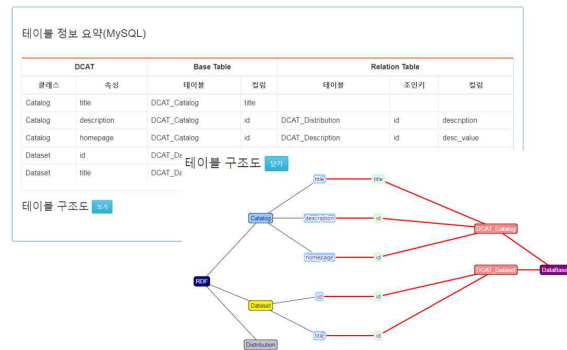 테이블 정보 요약(MySQL)
DCAT Base Table Relation Table
클래스 속성 테이블 컬럼 테이블 조인키 컬럼
Catalog title DCAT_Catalog title
Catalog description DCAT_Catalog id DCAT_Distribution id description
Catalog homepage DCAT_Catalog id DCAT_Description id desc_value
Dataset id DCAT_Da
Dataset title DCAT_Da
테이블 구조도 보기
테이블 구조도 닫기
title title
Catalog description id DCAT_Catalog
homepage id
RDF DCAT_Dataset DataBase
Dataset id id
title id
Distribution